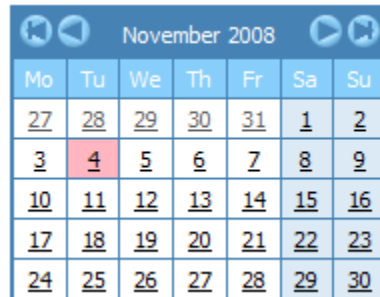 November 2008
Mo Tu We Th Fr Sa Su
27 28 29 30 31 1 2
3 4 5 6 7 8 9
10 11 12 13 14 15 16
17 18 19 20 21 22 23
24 25 26 27 28 29 30